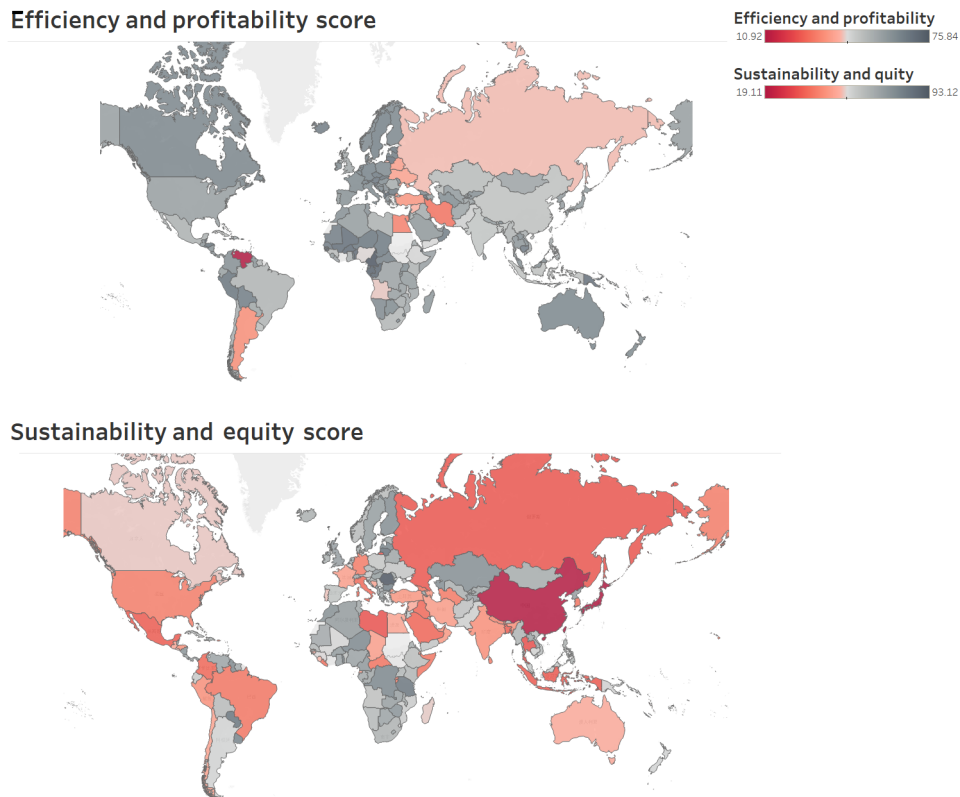 Efficiency and profitability score
Efficiency and profitability
10.92 75.84
Sustainability and quity
19.11 93.12
Sustainability and equity score